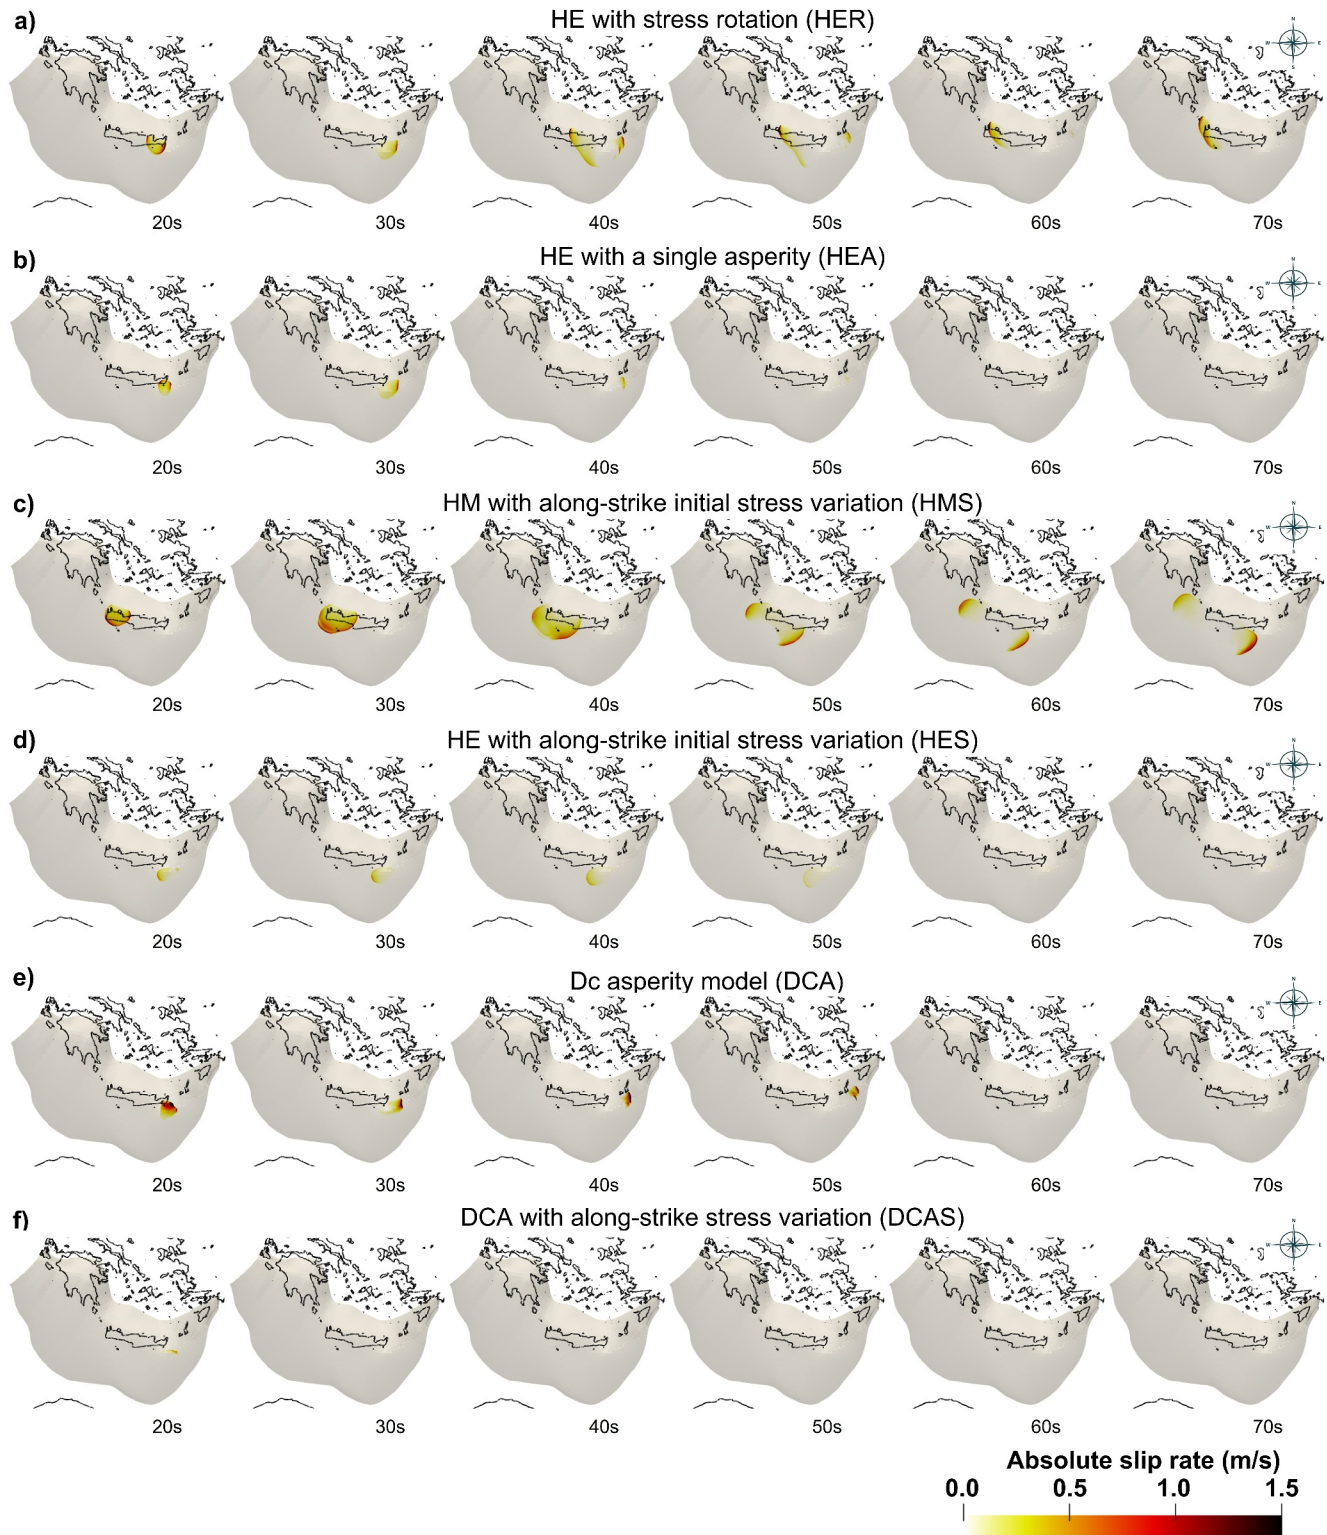 a) HE with stress rotation (HER)
N
W E
20s 30s 40s 50s 60s 70s
b) HE with a single asperity (HEA)
N
W E
20s 30s 40s 50s 60s 70s
c) HM with along-strike initial stress variation (HMS)
N
W E
S
20s 30s 40s 50s 60s 70s
d) HE with along-strike initial stress variation (HES)
N
W E
20s 30s 40s 50s 60s 70s
e) Dc asperity model (DCA)
N
W E
S
20s 30s 40s 50s 60s 70s
f) DCA with along-strike stress variation (DCAS)
N
W E
20s 30s 40s 50s 60s 70s
Absolute slip rate (m/s)
0.0 0.5 1.0 1.5